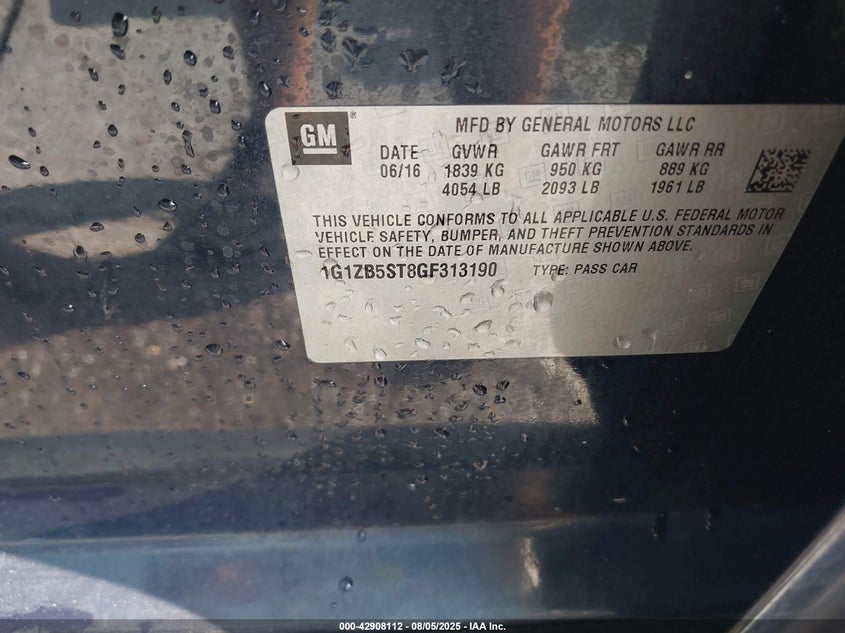 GM®
MFD BY GENERAL MOTORS LLC
DATE GVWR GAWR FRT GAWR RR
06/16 1839 KG 950 KG 889 KG
4054 LB 2093 LB 1961 LB
THIS VEHICLE CONFORMS TO ALL APPLICABLE U.S. FEDERAL MOTOR
VEHICLE SAFETY, BUMPER, AND THEFT PREVENTION STANDARDS IN
EFFECT ON THE DATE OF MANUFACTURE SHOWN ABOVE.
1G1ZB5ST8GF313190 TYPE: PASS CAR
000-42908112 - 08/05/2025 - IAA Inc.